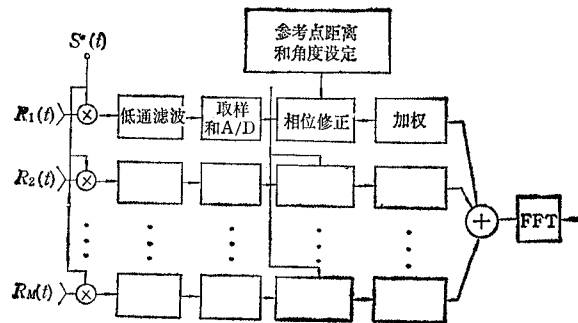 参考点距离
和角度设定
S*(t)
R₁(t)
低通滤波
取样
和A/D
相位修正
加权
R₂(t)
FFT
R_M(t)